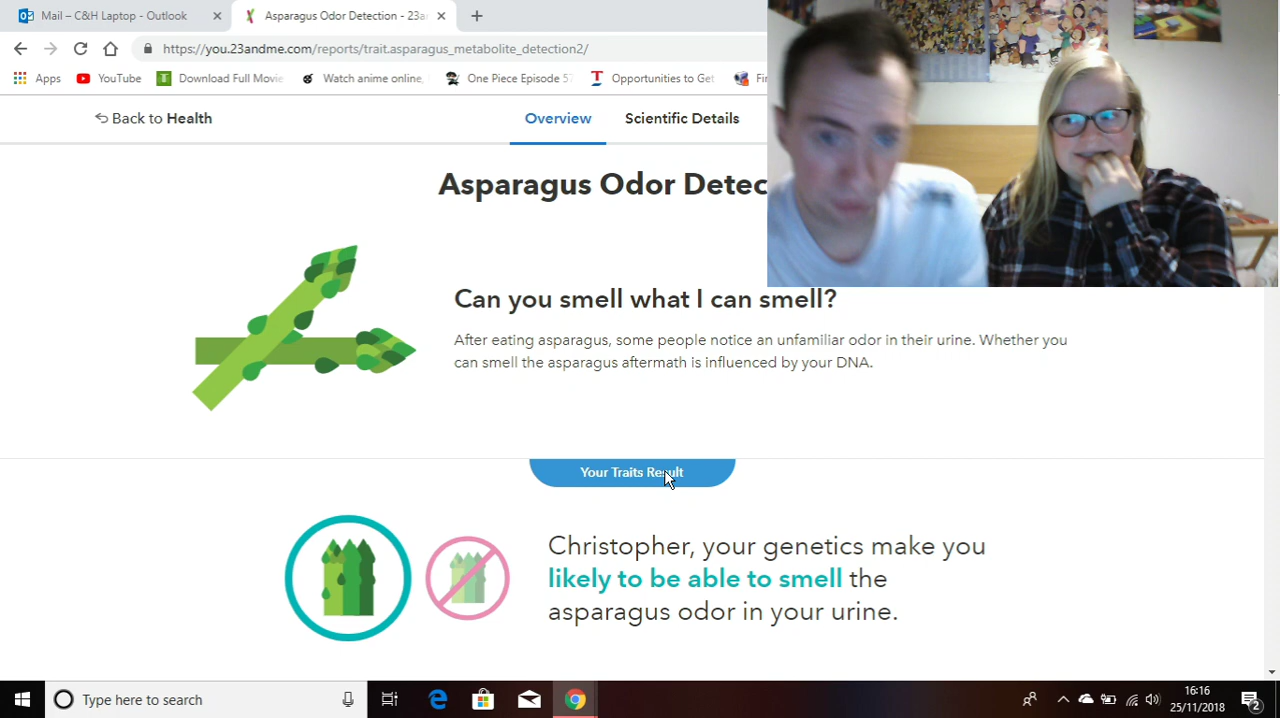 Mail – C&H Laptop - Outlook
Asparagus Odor Detection - 23a
https://you.23andme.com/reports/trait.asparagus_metabolite_detection2/
Apps YouTube Download Full Movie Watch anime online, One Piece Episode 57 Opportunities to Get Fir
Back to Health
Overview Scientific Details
Asparagus Odor Detec
Can you smell what I can smell?
After eating asparagus, some people notice an unfamiliar odor in their urine. Whether you
can smell the asparagus aftermath is influenced by your DNA.
Your Traits Result
Christopher, your genetics make you
likely to be able to smell the
asparagus odor in your urine.
Type here to search
16:16
25/11/2018
2